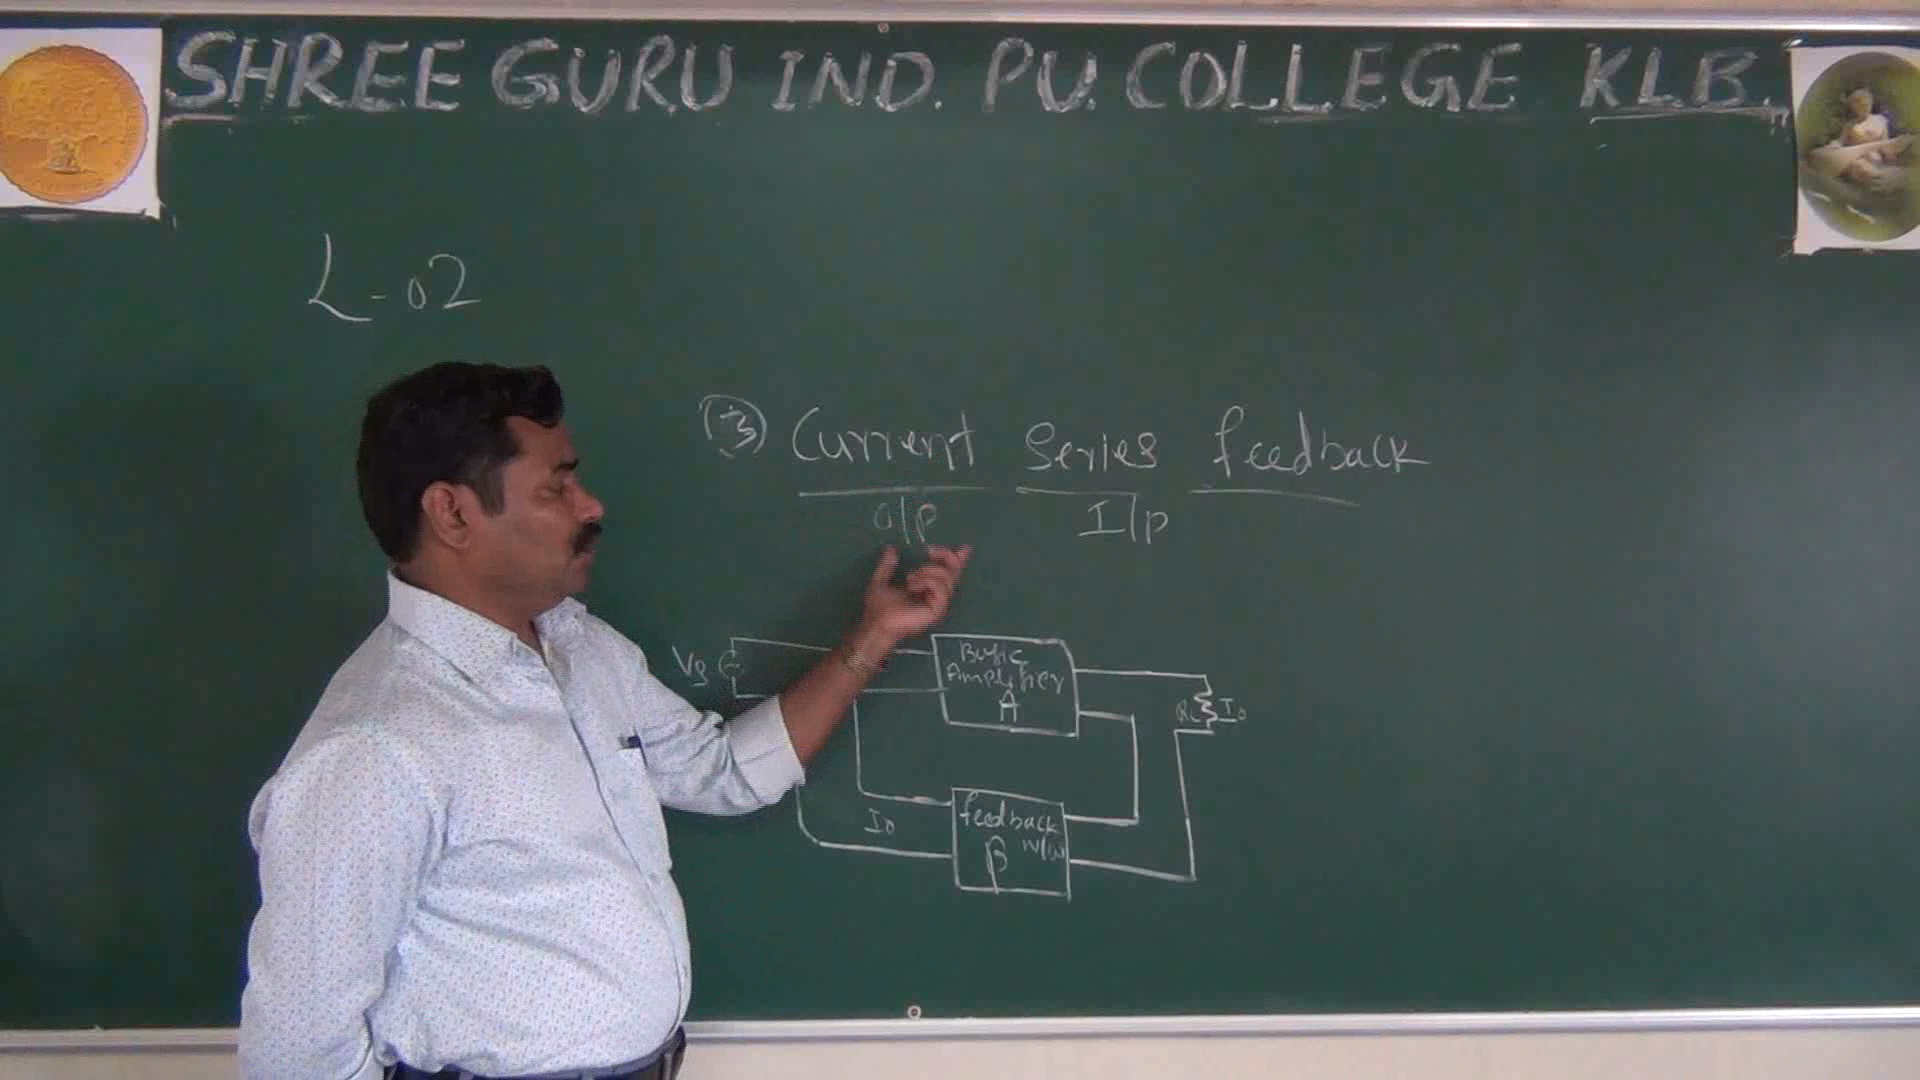 SHREE GURU IND. PU. COLLEGE KLB.
L-02
③ Current Series feedback
o/p I/p
Vs
Basic
Amplifier
A
RL Io
feedback
N/W
β
Io